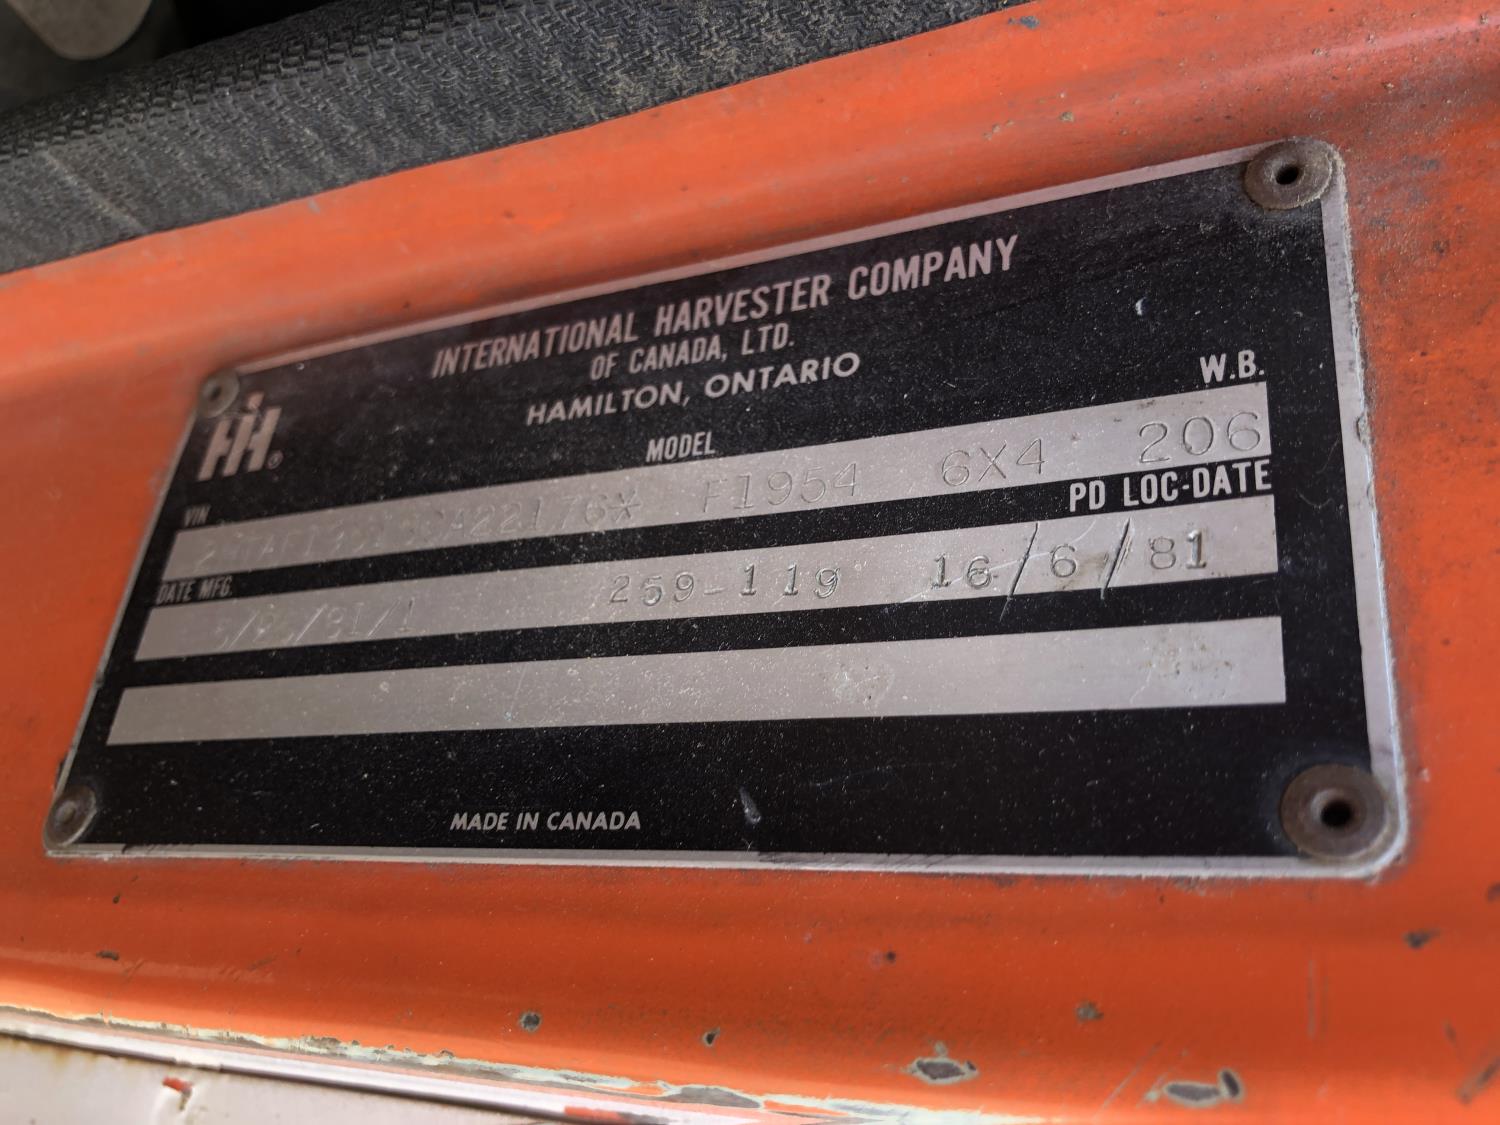 INTERNATIONAL HARVESTER COMPANY
OF CANADA, LTD.
HAMILTON, ONTARIO
IH®
MODEL W.B.
VIN
F1954 6X4 206
PD LOC-DATE
DATE MFG.
259-119 16/6/81
MADE IN CANADA